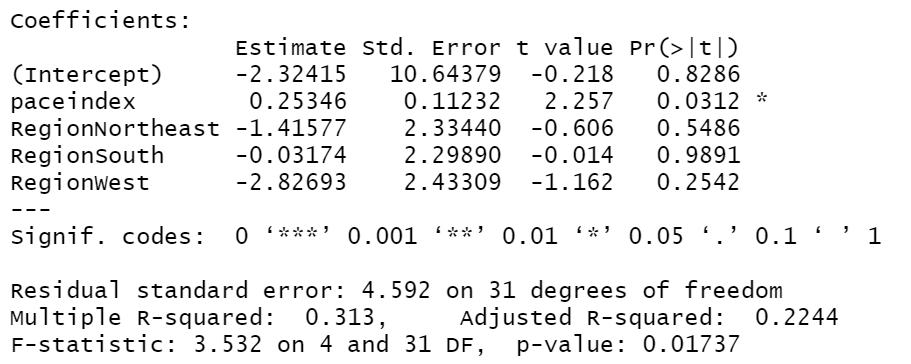 Coefficients:
Estimate Std. Error t value Pr(>|t|)
(Intercept) -2.32415 10.64379 -0.218 0.8286
paceindex 0.25346 0.11232 2.257 0.0312 *
RegionNortheast -1.41577 2.33440 -0.606 0.5486
RegionSouth -0.03174 2.29890 -0.014 0.9891
RegionWest -2.82693 2.43309 -1.162 0.2542
---
Signif. codes: 0 ‘***’ 0.001 ‘**’ 0.01 ‘*’ 0.05 ‘.’ 0.1 ‘ ’ 1
Residual standard error: 4.592 on 31 degrees of freedom
Multiple R-squared: 0.313, Adjusted R-squared: 0.2244
F-statistic: 3.532 on 4 and 31 DF, p-value: 0.01737